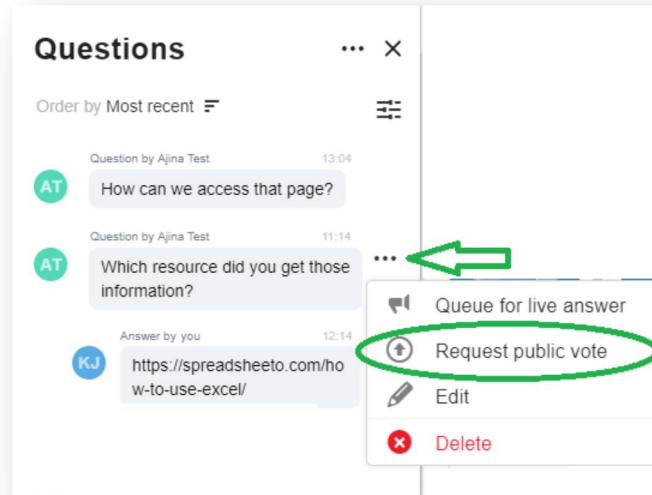 Questions
Order by Most recent
Question by Ajina Test 13:04
AT
How can we access that page?
Question by Ajina Test 11:14
AT
Which resource did you get those
information?
Answer by you 12:14
KJ
https://spreadsheeto.com/ho
w-to-use-excel/
Queue for live answer
Request public vote
Edit
Delete